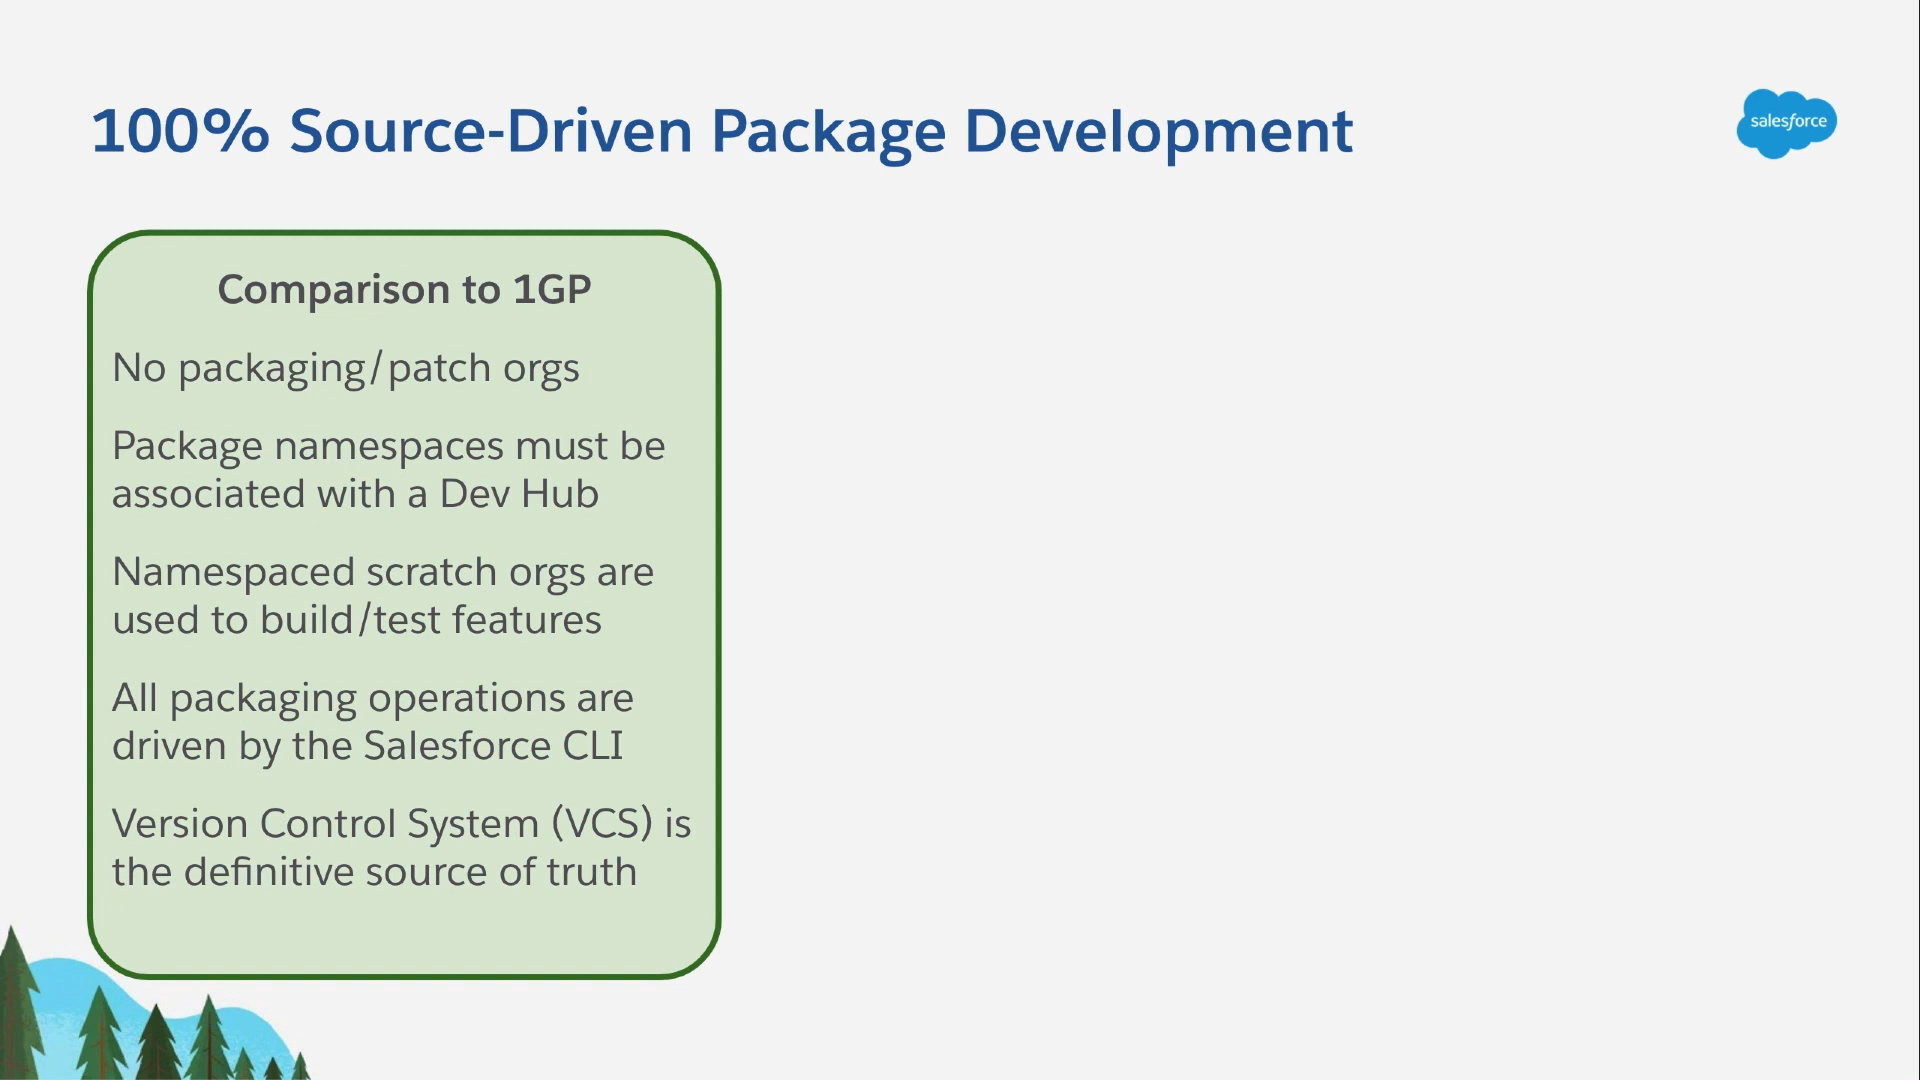 100% Source-Driven Package Development
salesforce
Comparison to 1GP
No packaging/patch orgs
Package namespaces must be
associated with a Dev Hub
Namespaced scratch orgs are
used to build/test features
All packaging operations are
driven by the Salesforce CLI
Version Control System (VCS) is
the definitive source of truth